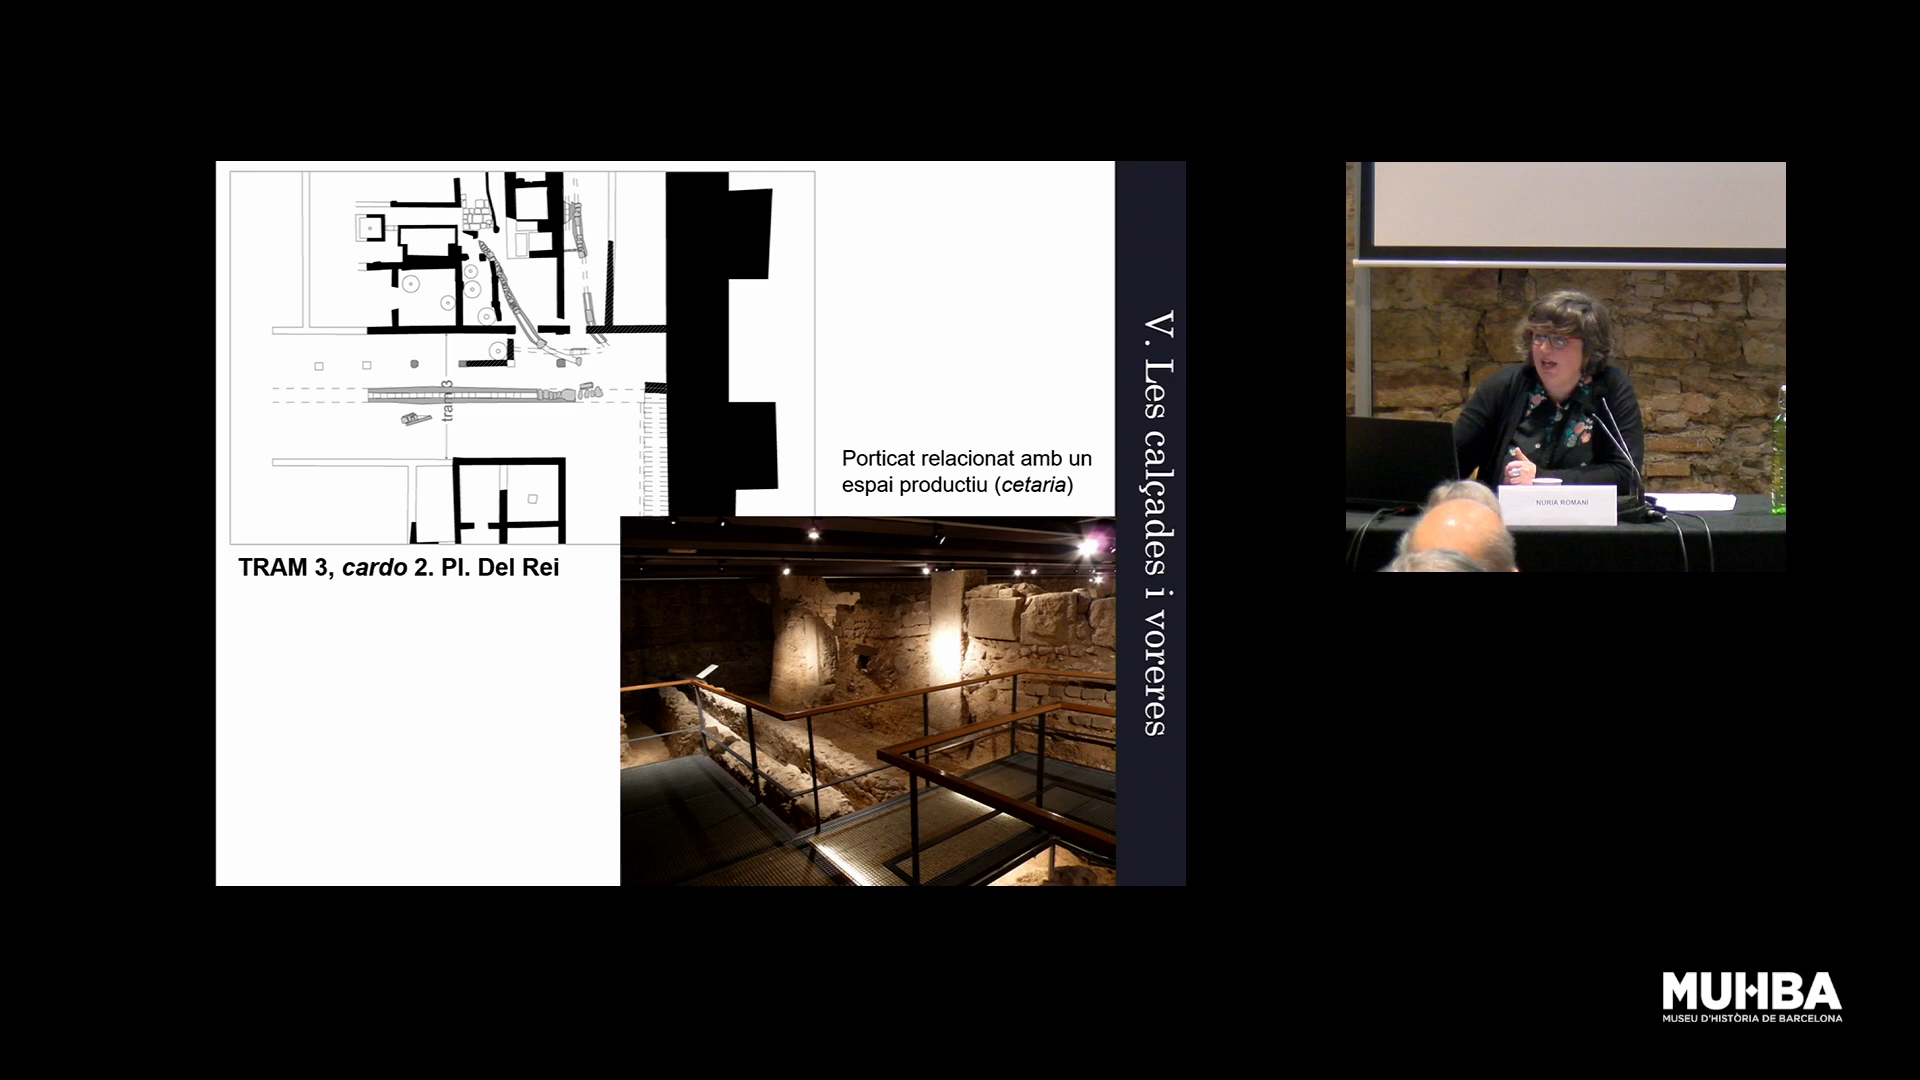 tram 3
Porticat relacionat amb un
espai productiu (cetaria)
TRAM 3, cardo 2. Pl. Del Rei
V. Les calçades i voreres
NÚRIA ROMANÍ
MUHBA
MUSEU D'HISTÒRIA DE BARCELONA